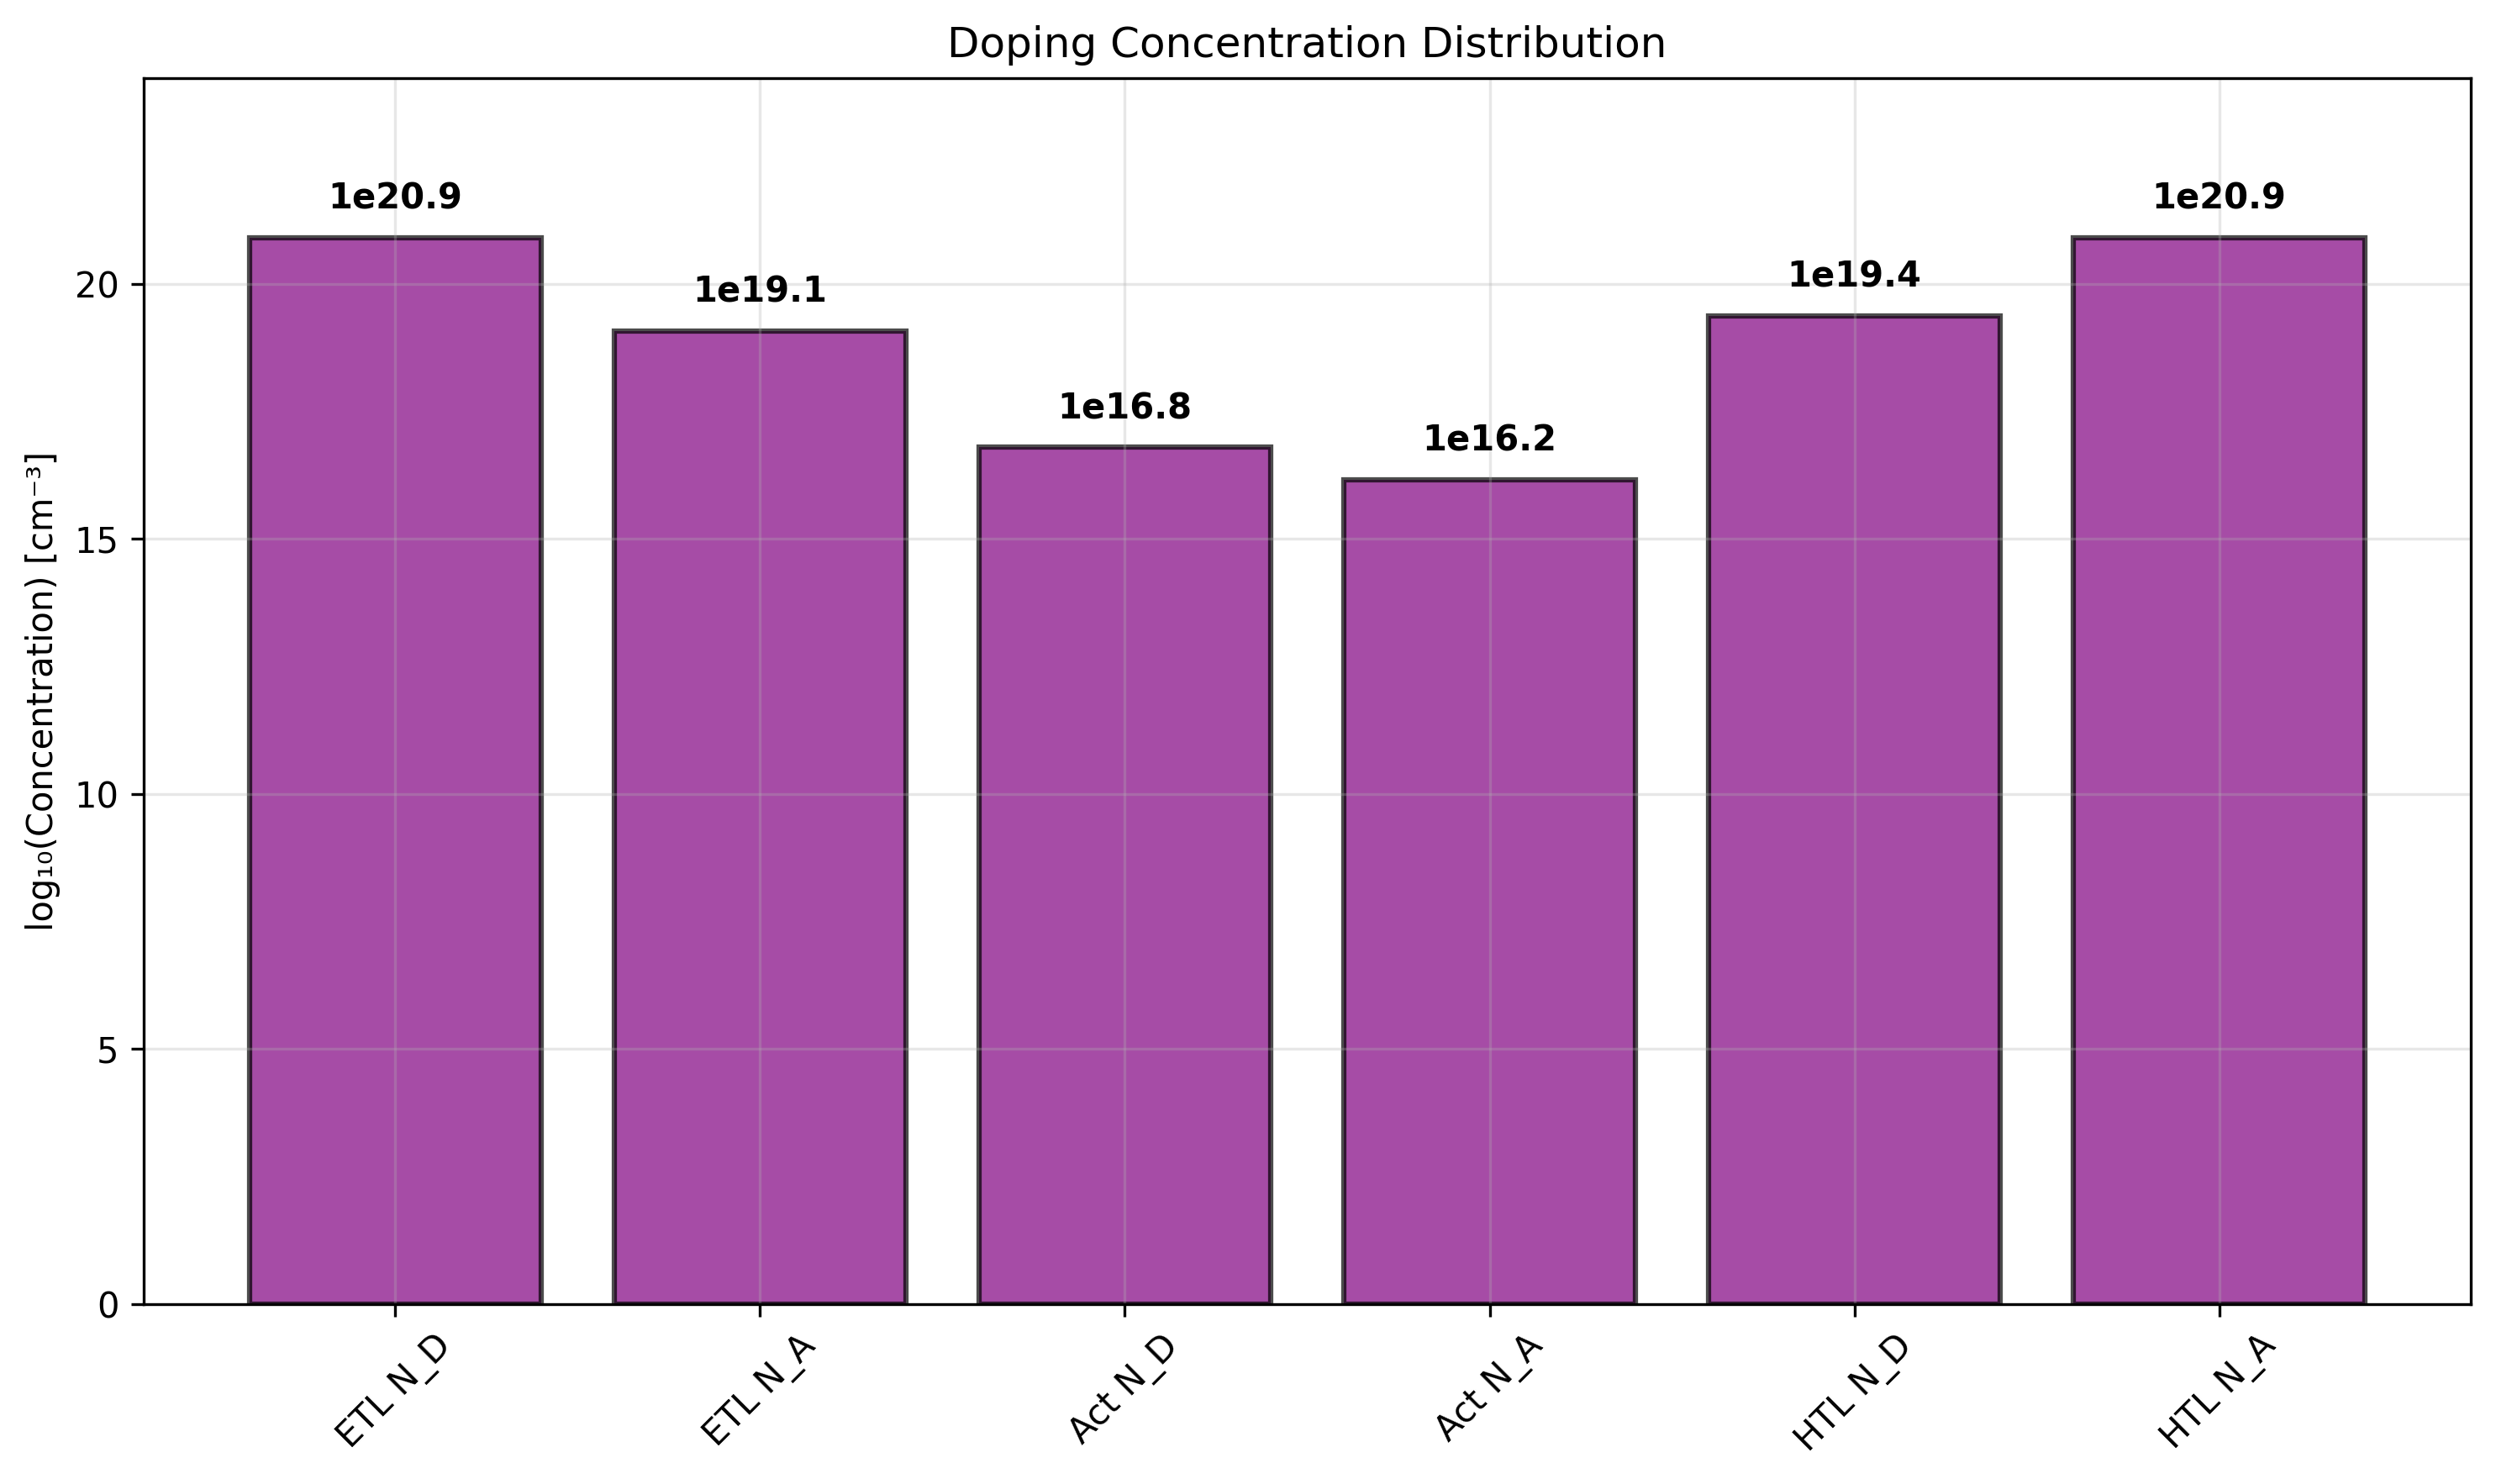 Doping Concentration Distribution
log₁₀(Concentration) [cm⁻³]
20
15
10
5
0
1e20.9
1e19.1
1e16.8
1e16.2
1e19.4
1e20.9
ETL N_D
ETL N_A
Act N_D
Act N_A
HTL N_D
HTL N_A